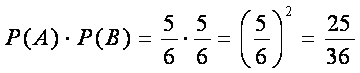 P(A) · P(B) = 5/6 · 5/6 = (5/6)² = 25/36